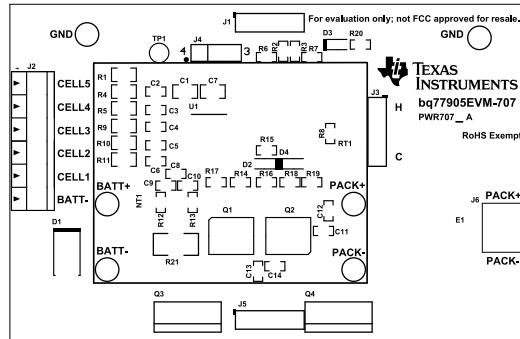 For evaluation only; not FCC approved for resale.
J1
GND
TP1
J4
4
3
R6
R2
R3
R7
D3
R20
GND
J2
CELL5
CELL4
CELL3
CELL2
CELL1
BATT-
R1
R4
R5
R9
R10
R11
C2
C3
C4
C5
C1
C7
U1
R15
R8
RT1
J3
H
C
TEXAS
INSTRUMENTS
bq77905EVM-707
PWR707_ A
RoHS Exempt
D2
D4
C6
C8
C9
C10
R17
R14
R16
R18
R19
BATT+
NT1
R12
R13
PACK+
C12
C11
D1
BATT-
R21
Q1
Q2
PACK-
C13
C14
J6
PACK+
E1
PACK-
Q3
J5
Q4